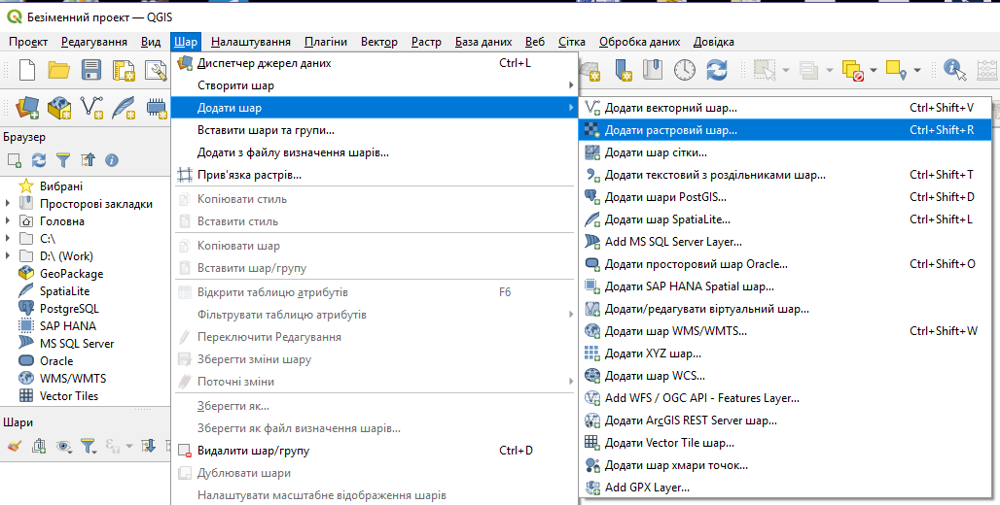 Безіменний проект — QGIS
Проєкт Редагування Вид Шар Налаштування Плагіни Вектор Растр База даних Веб Сітка Обробка даних Довідка
Диспетчер джерел даних Ctrl+L
Створити шар
Додати шар
Вставити шари та групи...
Додати з файлу визначення шарів...
Прив'язка растрів...
Копіювати стиль
Вставити стиль
Копіювати шар
Вставити шар/групу
Відкрити таблицю атрибутів F6
Фільтрувати таблицю атрибутів
Переключити Редагування
Зберегти зміни шару
Поточні зміни
Зберегти як...
Зберегти як файл визначення шарів...
Видалити шар/групу Ctrl+D
Дублювати шари
Налаштувати масштабне відображення шарів
Додати векторний шар... Ctrl+Shift+V
Додати растровий шар... Ctrl+Shift+R
Додати шар сітки...
Додати текстовий з роздільниками шар... Ctrl+Shift+T
Додати шари PostGIS... Ctrl+Shift+D
Додати шар SpatiaLite... Ctrl+Shift+L
Add MS SQL Server Layer...
Додати просторовий шар Oracle... Ctrl+Shift+O
Додати SAP HANA Spatial шар...
Додати/редагувати віртуальний шар...
Додати шар WMS/WMTS... Ctrl+Shift+W
Додати XYZ шар...
Додати шар WCS...
Add WFS / OGC API - Features Layer...
Додати ArcGIS REST Server шар...
Додати Vector Tile шар...
Додати шар хмари точок...
Add GPX Layer...
Браузер
Вибрані
Просторові закладки
Головна
C:\
D:\ (Work)
GeoPackage
SpatiaLite
PostgreSQL
SAP HANA
MS SQL Server
Oracle
WMS/WMTS
Vector Tiles
Шари